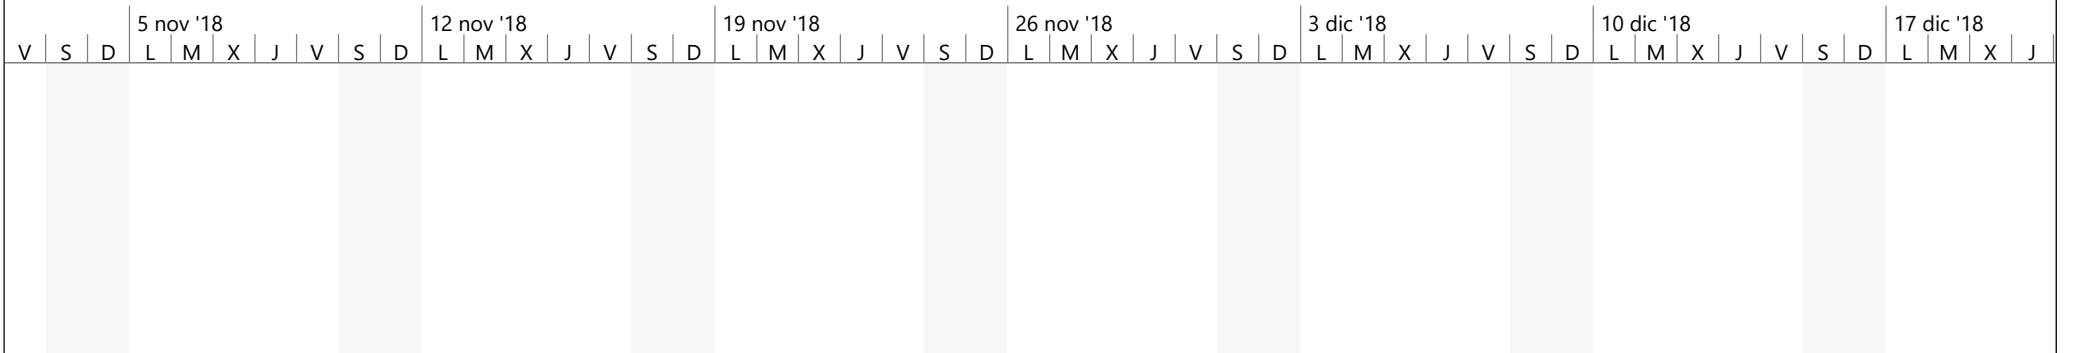 5 nov '18 12 nov '18 19 nov '18 26 nov '18 3 dic '18 10 dic '18 17 dic '18
V S D L M X J V S D L M X J V S D L M X J V S D L M X J V S D L M X J V S D L M X J V S D L M X J